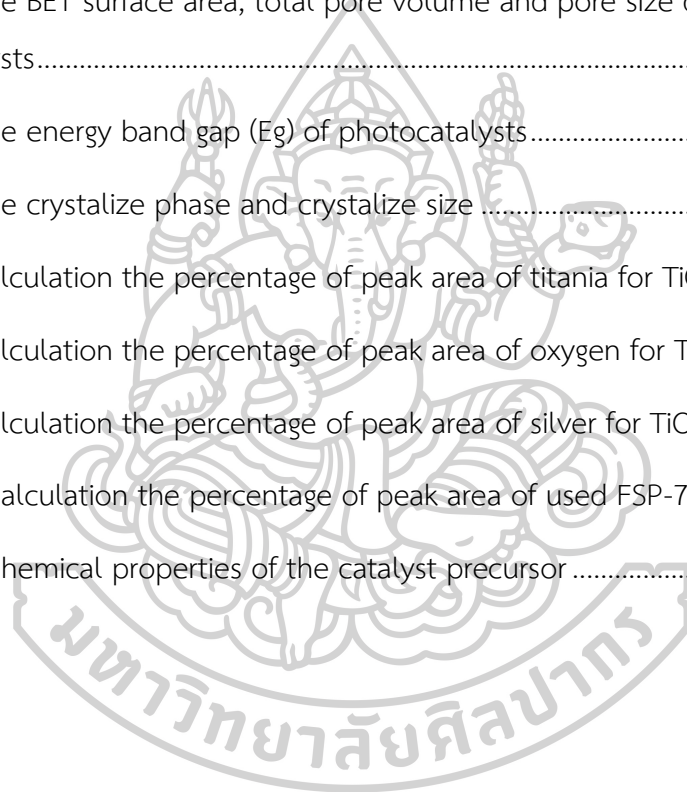 e BET surface area, total pore volume and pore size
sts
e energy band gap (Eg) of photocatalysts
e crystalize phase and crystalize size
lculation the percentage of peak area of titania for
lculation the percentage of peak area of oxygen for
lculation the percentage of peak area of silver for
alculation the percentage of peak area of used FSP-7
hemical properties of the catalyst precursor
มหาวิทยาลัยศิลปากร